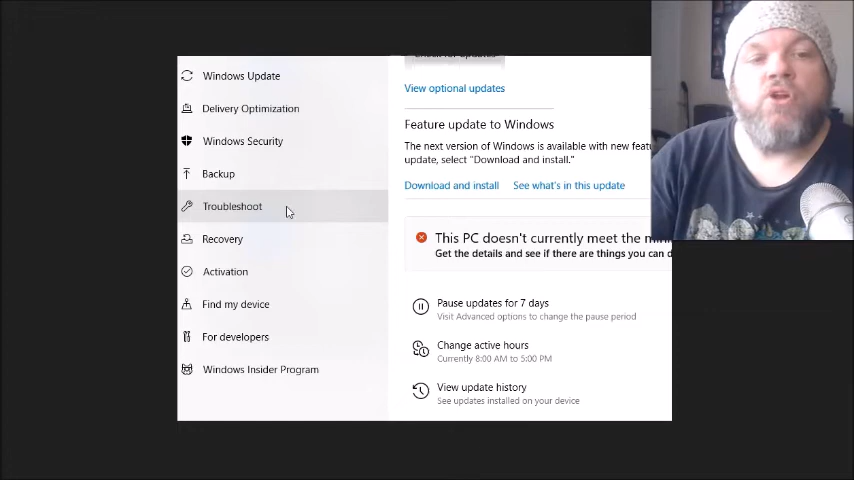 Windows Update
Delivery Optimization
Windows Security
Backup
Troubleshoot
Recovery
Activation
Find my device
For developers
Windows Insider Program
View optional updates
Feature update to Windows
The next version of Windows is available with new
update, select "Download and install."
Download and install See what's in this update
This PC doesn't currently meet the
Get the details and see if there are things you can
Pause updates for 7 days
Visit Advanced options to change the pause period
Change active hours
Currently 8:00 AM to 5:00 PM
View update history
See updates installed on your device